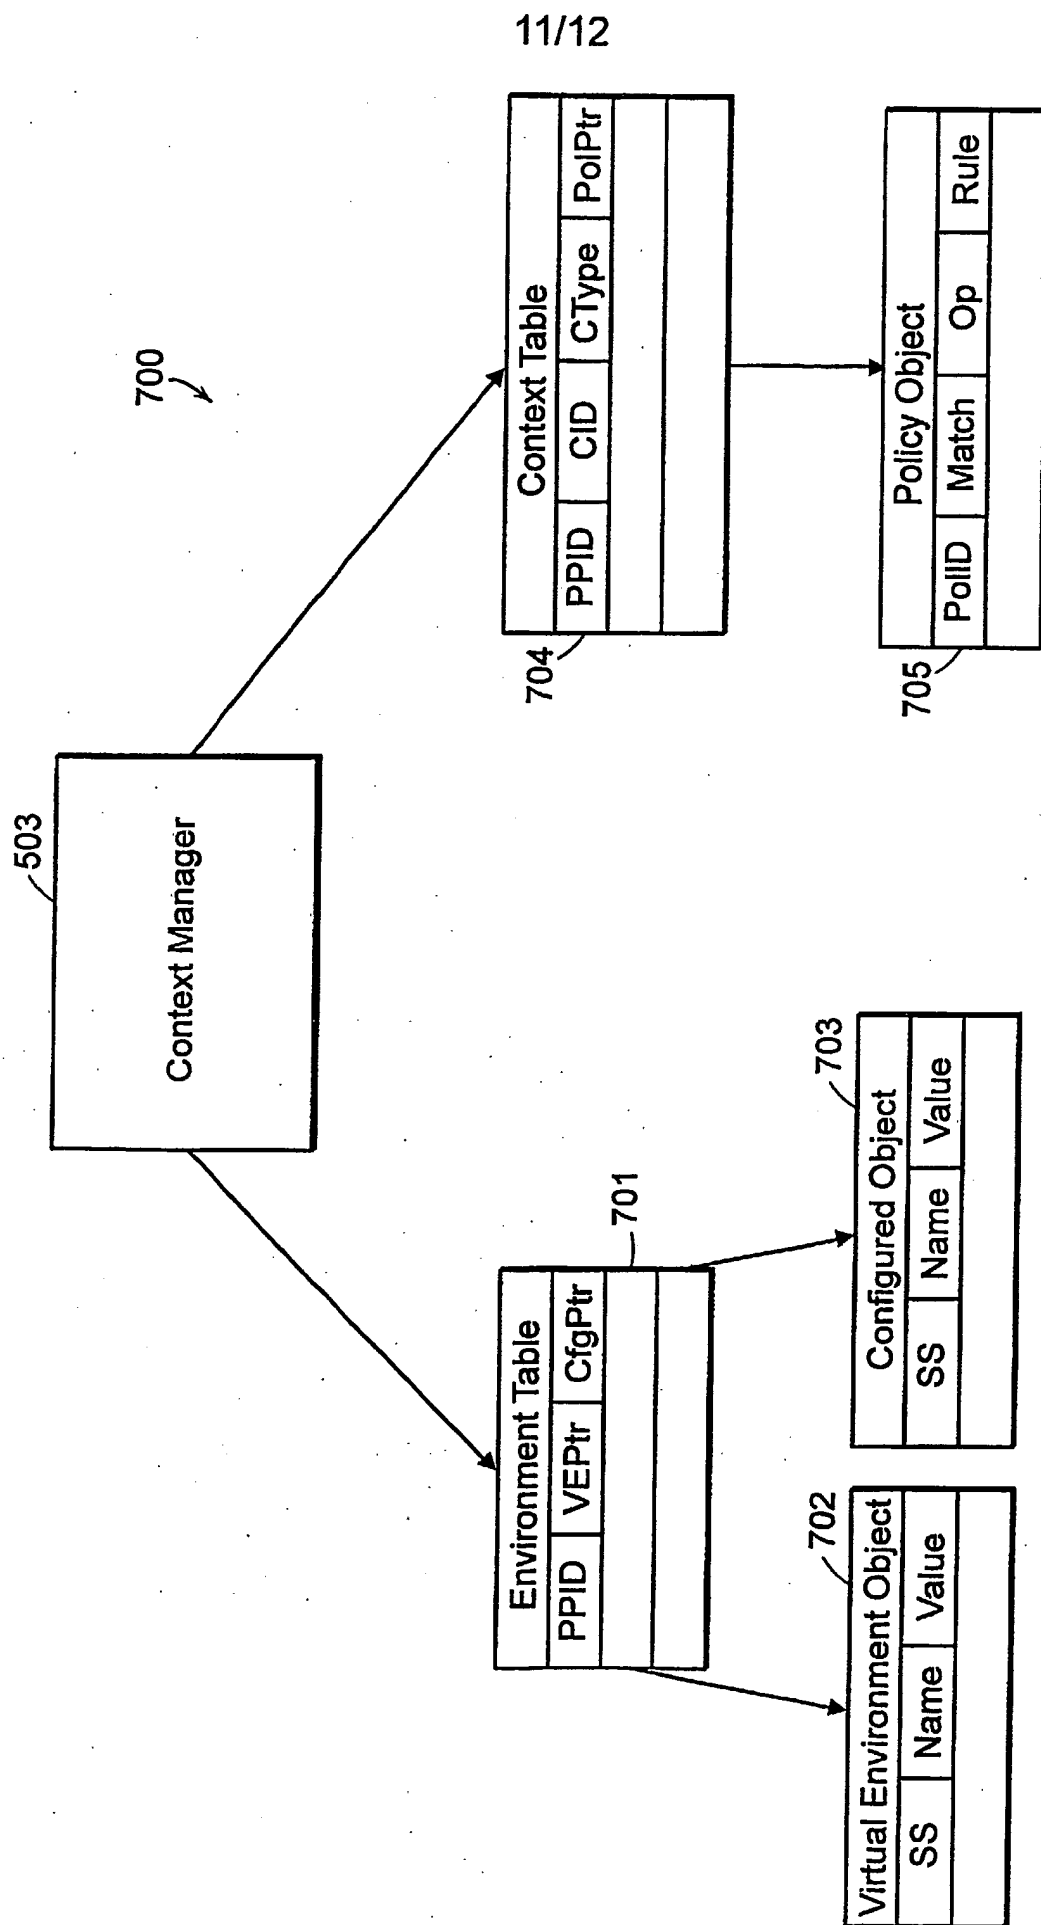 11/12
700
503
Context Manager
Environment Table
PPID VEPtr CfgPtr
701
Context Table
PPID CID CType PolPtr
704
Virtual Environment Object
SS Name Value
702
Configured Object
SS Name Value
703
Policy Object
PolID Match Op Rule
705